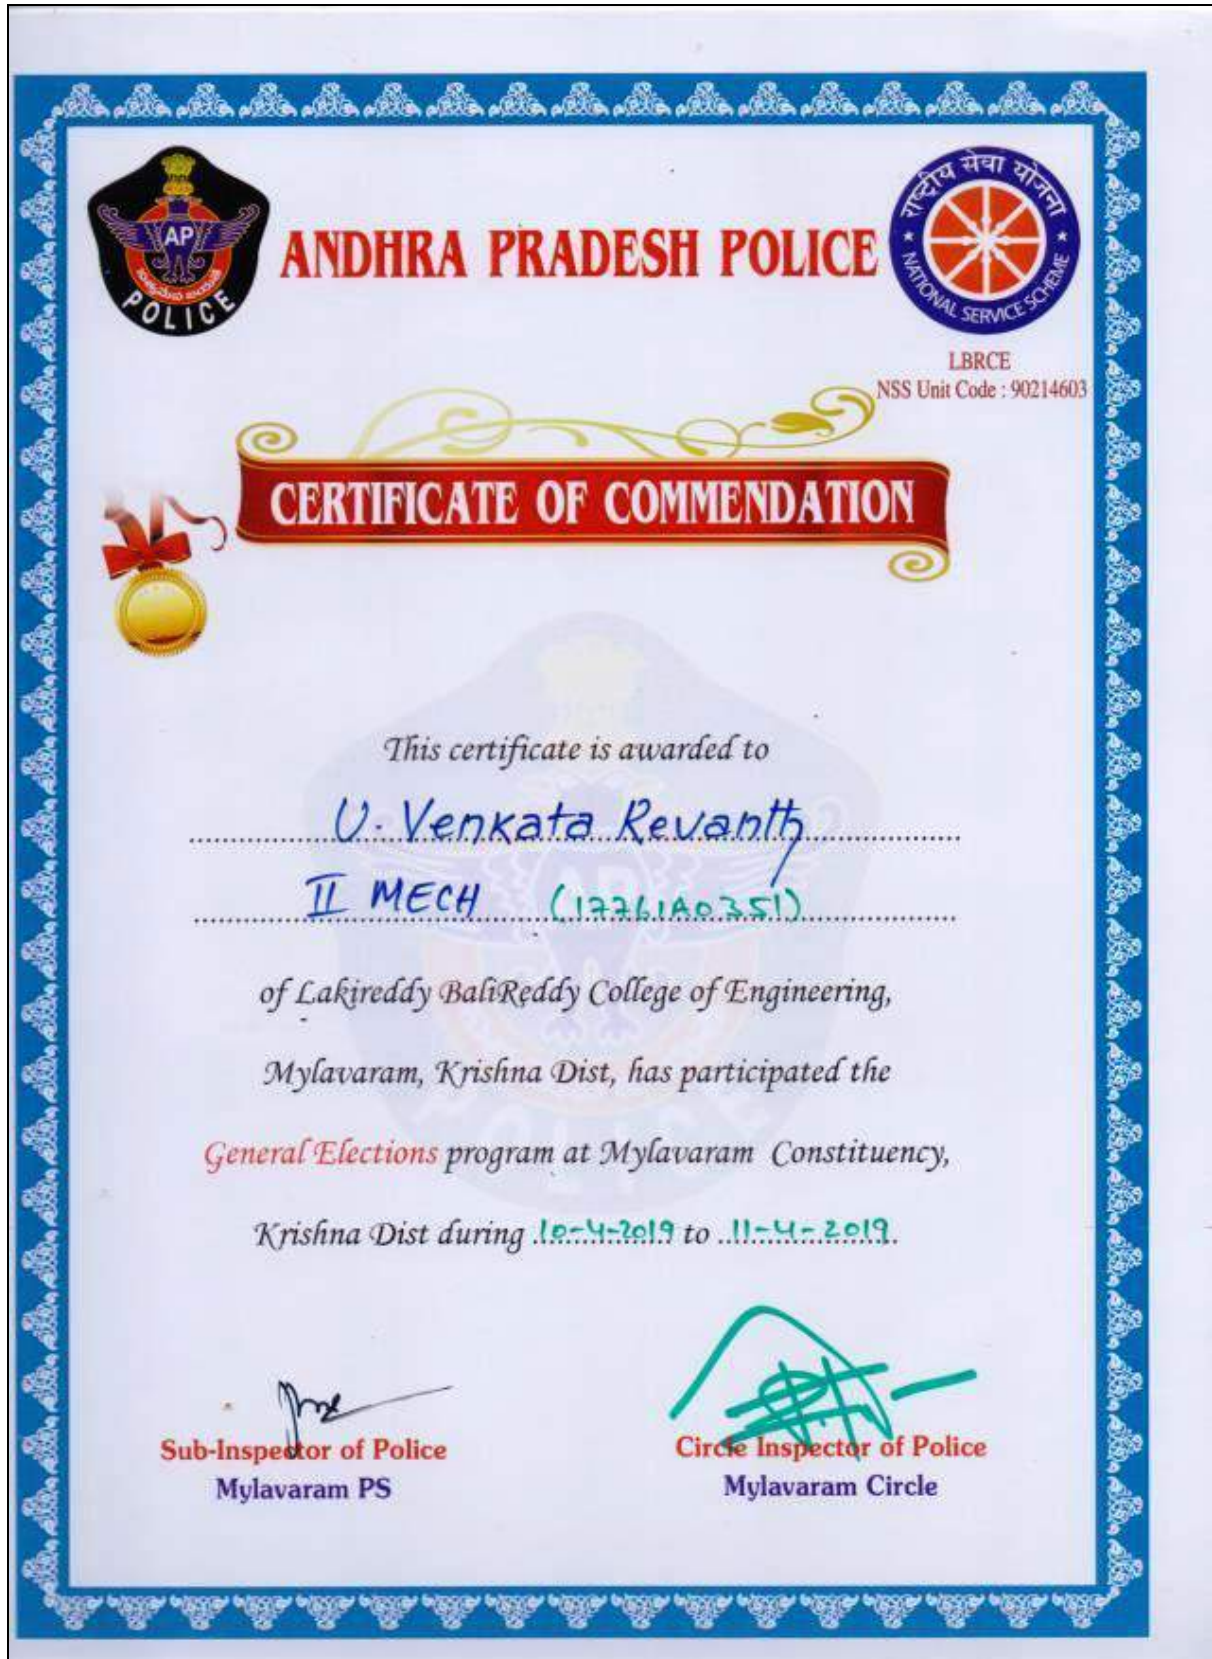 ANDHRA PRADESH POLICE
AP
POLICE
राष्ट्रीय सेवा योजना
NATIONAL SERVICE SCHEME
LBRCE
NSS Unit Code : 90214603
CERTIFICATE OF COMMENDATION
This certificate is awarded to
U. Venkata Revanth
II MECH (17761A0351)
of Lakireddy BaliReddy College of Engineering,
Mylavaram, Krishna Dist, has participated the
General Elections program at Mylavaram Constituency,
Krishna Dist during 10-4-2019 to 11-4-2019.
Sub-Inspector of Police
Mylavaram PS
Circle Inspector of Police
Mylavaram Circle